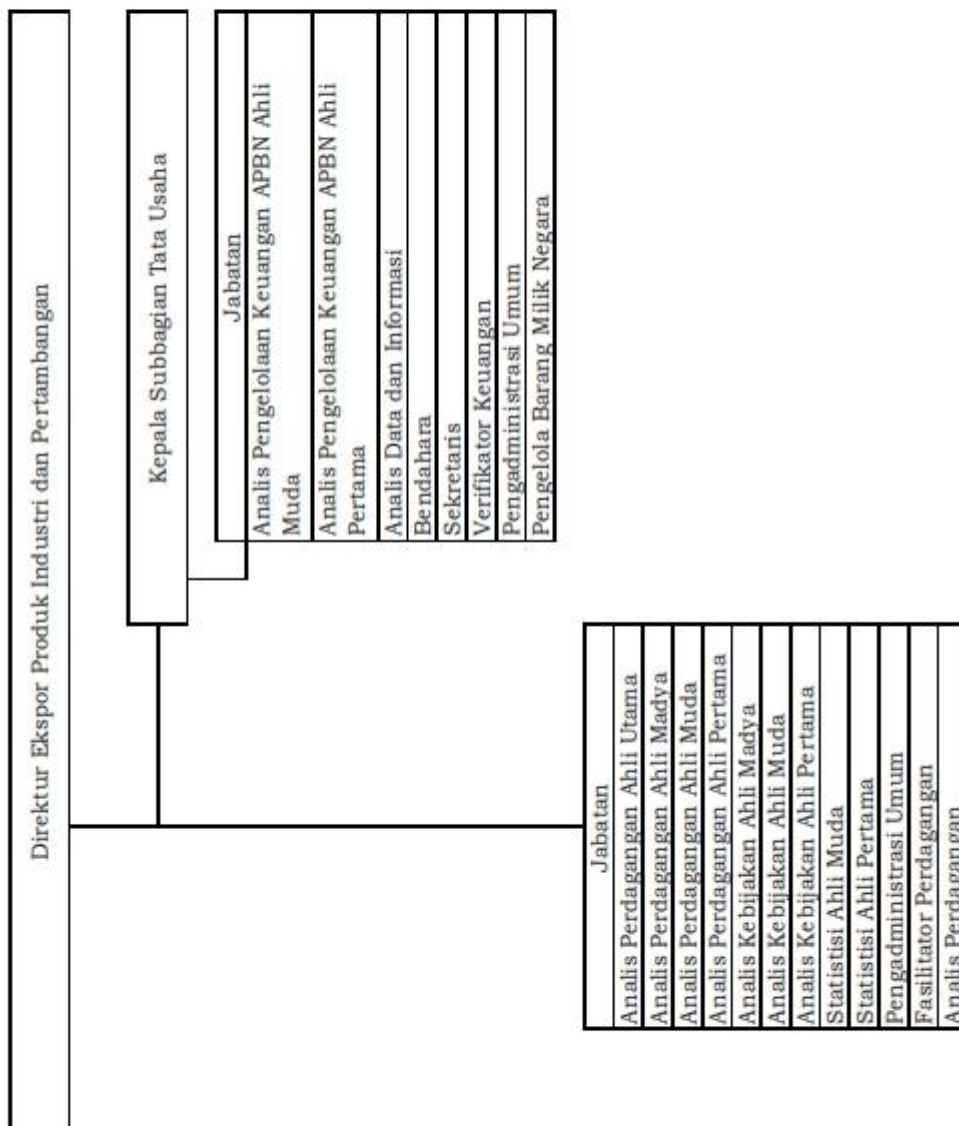 Direktur Ekspor Produk Industri dan Pertambangan
Kepala Subbagian Tata Usaha
Jabatan
Analis Pengelolaan Keuangan APBN Ahli
Muda
Analis Pengelolaan Keuangan APBN Ahli
Pertama
Analis Data dan Informasi
Bendahara
Sekretaris
Verifikator Keuangan
Pengadministrasi Umum
Pengelola Barang Milik Negara
Jabatan
Analis Perdagangan Ahli Utama
Analis Perdagangan Ahli Madya
Analis Perdagangan Ahli Muda
Analis Perdagangan Ahli Pertama
Analis Kebijakan Ahli Madya
Analis Kebijakan Ahli Muda
Analis Kebijakan Ahli Pertama
Statistisi Ahli Muda
Statistisi Ahli Pertama
Pengadministrasi Umum
Fasilitator Perdagangan
Analis Perdagangan